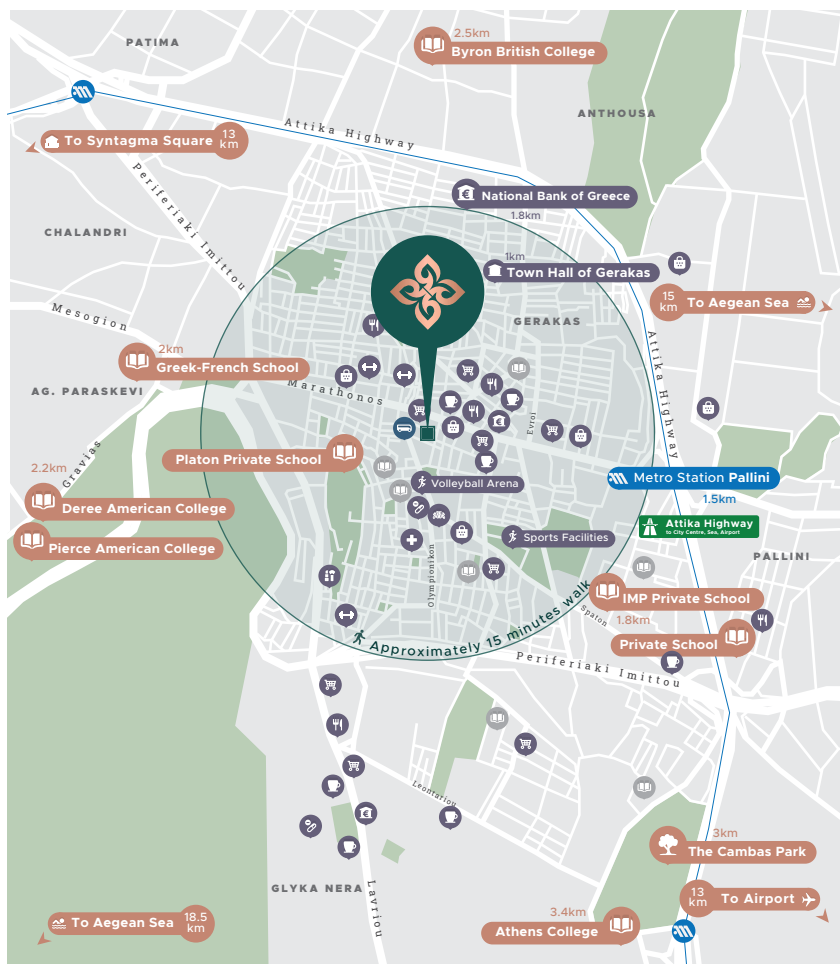 PATIMA
2.5km
Byron British College
ANTHOUSA
Attika Highway
To Syntagma Square
13
km
Periferiaki Imittou
National Bank of Greece
1.8km
CHALANDRI
1km
Town Hall of Gerakas
15
km
To Aegean Sea
Mesogion
GERAKAS
Attika Highway
2km
Greek-French School
AG. PARASKEVI
Marathonos
Evtol
Gravias
Platon Private School
2.2km
Deree American College
Volleyball Arena
Metro Station Pallini
1.5km
Attika Highway
to City Centre, Sea, Airport
Pierce American College
Sports Facilities
PALLINI
Olympionikon
IMP Private School
1.8km
Spaton
Approximately 15 minutes walk
Private School
Periferiaki Imittou
Leontariou
3km
The Cambas Park
GLYKA NERA
Lavriou
13
km
To Airport
To Aegean Sea
18.5
km
3.4km
Athens College